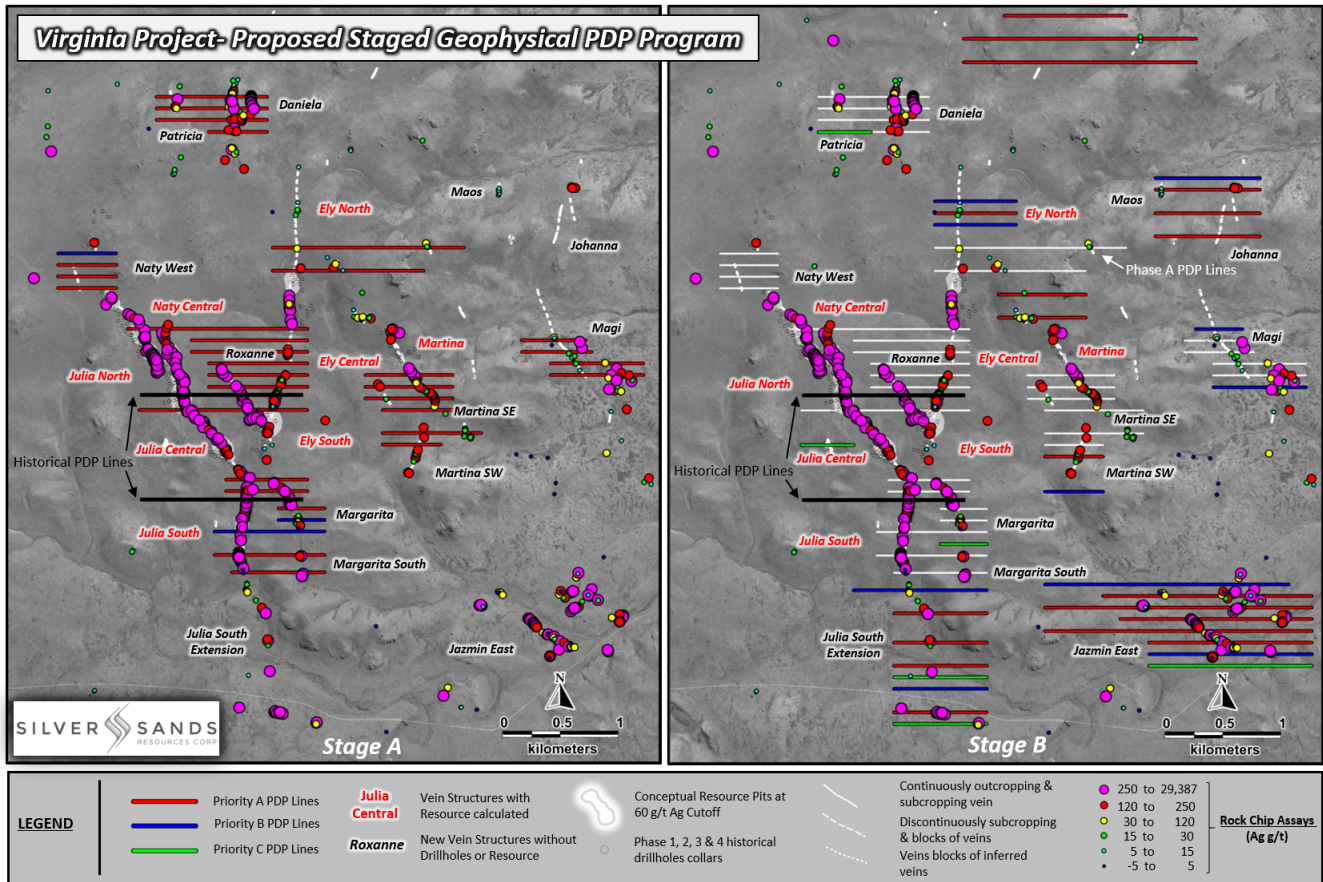 Virginia Project- Proposed Staged Geophysical PDP Program
Daniela
Patricia
Maos
Ely North
Johanna
Naty West
Naty Central
Magi
Roxanne
Ely Central
Martina
Julia North
Martina SE
Ely South
Julia Central
Historical PDP Lines
Martina SW
Margarita
Julia South
Margarita South
Julia South
Extension
Jazmin East
N
SILVER SANDS
RESOURCES CORP
Stage A
0 0.5 1
kilometers
Daniela
Patricia
Maos
Ely North
Johanna
Phase A PDP Lines
Naty West
Naty Central
Magi
Roxanne
Ely Central
Martina
Julia North
Martina SE
Ely South
Julia Central
Historical PDP Lines
Martina SW
Margarita
Julia South
Margarita South
Julia South
Extension
Jazmin East
N
Stage B
0 0.5 1
kilometers
LEGEND
Priority A PDP Lines
Priority B PDP Lines
Priority C PDP Lines
Julia
Central
Vein Structures with
Resource calculated
Roxanne
New Vein Structures without
Drillholes or Resource
Conceptual Resource Pits at
60 g/t Ag Cutoff
Phase 1, 2, 3 & 4 historical
drillholes collars
Continuously outcropping &
subcropping vein
Discontinuously subcropping
& blocks of veins
Veins blocks of inferred
veins
250 to 29,387
120 to 250
30 to 120
15 to 30
5 to 15
-5 to 5
Rock Chip Assays
(Ag g/t)